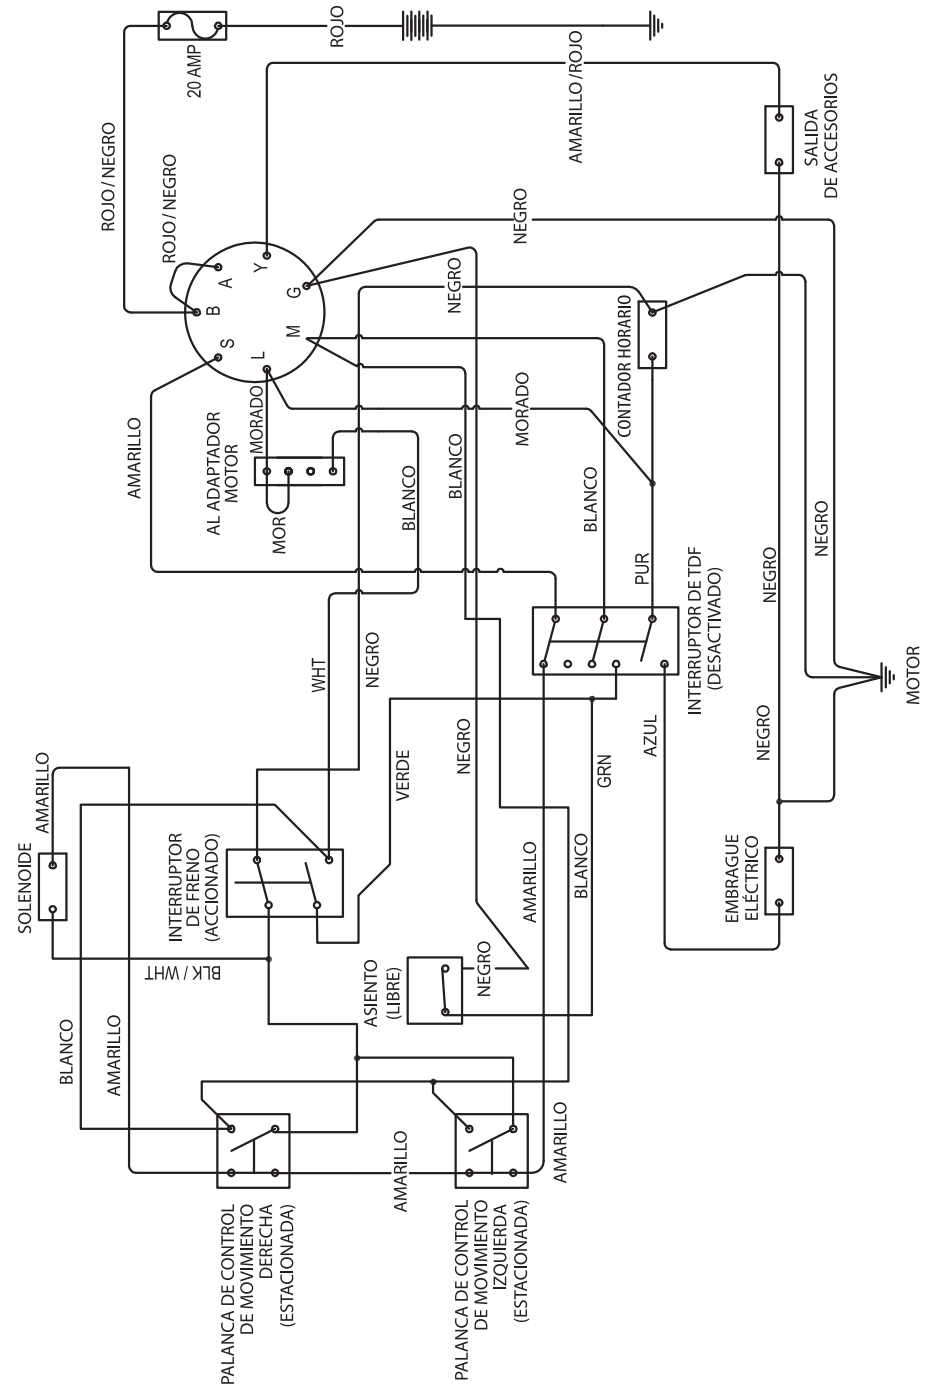 ROJO
20 AMP
ROJO / NEGRO
ROJO / NEGRO
AMARILLO /ROJO
SALIDA
DE ACCESORIOS
NEGRO
A
Y
B
G
S
M
L
NEGRO
CONTADOR HORARIO
MORADO
AMARILLO
AL ADAPTADOR
MOTOR
MORADO
MOR
BLANCO
BLANCO
BLANCO
PUR
NEGRO
NEGRO
INTERRUPTOR DE TDF
(DESACTIVADO)
WHT
NEGRO
NEGRO
VERDE
GRN
AZUL
NEGRO
MOTOR
SOLENOIDE
AMARILLO
INTERRUPTOR
DE FRENO
(ACCIONADO)
AMARILLO
BLANCO
EMBRAGUE
ELÉCTRICO
BLK / WHT
ASIENTO
(LIBRE)
NEGRO
BLANCO
AMARILLO
AMARILLO
AMARILLO
PALANCA DE CONTROL
DE MOVIMIENTO
DERECHA
(ESTACIONADA)
PALANCA DE CONTROL
DE MOVIMIENTO
IZQUIERDA
(ESTACIONADA)